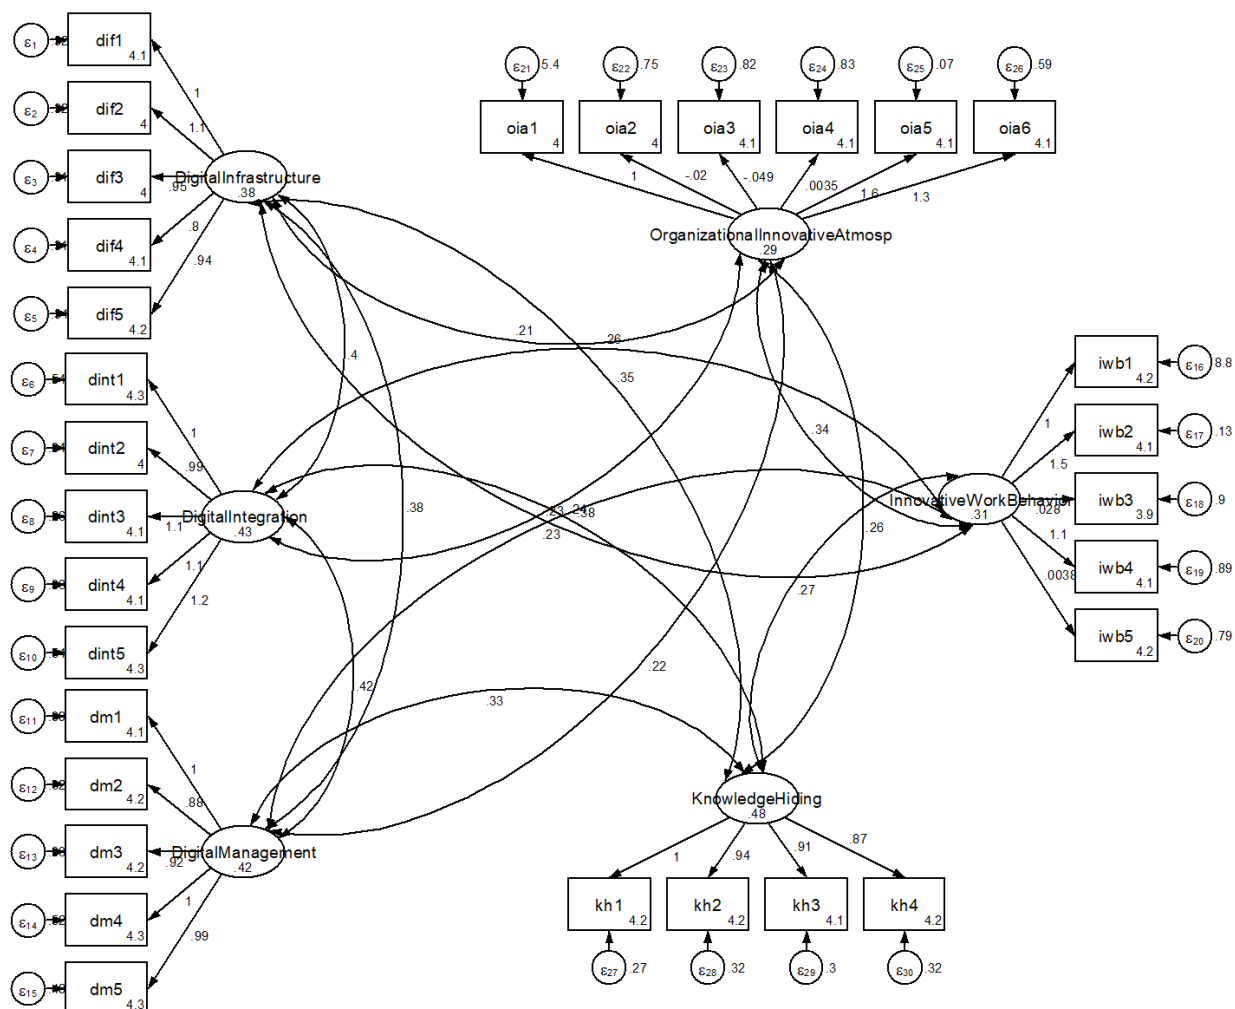 ε1
dif1
4.1
ε2
dif2
4
ε3
dif3
4
ε4
dif4
4.1
ε5
dif5
4.2
1
1.1
.95
.8
.94
DigitalInfrastructure
.38
ε6
dint1
4.3
ε7
dint2
4
ε8
dint3
4.1
ε9
dint4
4.1
ε10
dint5
4.3
1
.99
1.1
1.1
1.2
DigitalIntegration
.43
ε11
dm1
4.1
ε12
dm2
4.2
ε13
dm3
4.2
ε14
dm4
4.3
ε15
dm5
4.3
1
.88
.92
1
.99
DigitalManagement
.42
ε21 5.4
ε22 .75
ε23 .82
ε24 .83
ε25 .07
ε26 .59
oia1
4
oia2
4
oia3
4.1
oia4
4.1
oia5
4.1
oia6
4.1
1
-.02
-.049
.0035
1.6
1.3
OrganizationalInnovativeAtmosp
.29
iwb1
4.2
ε16 8.8
iwb2
4.1
ε17 .13
iwb3
3.9
ε18 .9
iwb4
4.1
ε19 .89
iwb5
4.2
ε20 .79
1
1.5
.028
1.1
.0038
InnovativeWorkBehavior
.31
.21
.26
.4
.35
.34
.38
.23
.23
.26
.27
.22
.42
.33
KnowledgeHiding
.48
1
.94
.91
.87
kh1
4.2
kh2
4.2
kh3
4.1
kh4
4.2
ε27 .27
ε28 .32
ε29 .3
ε30 .32